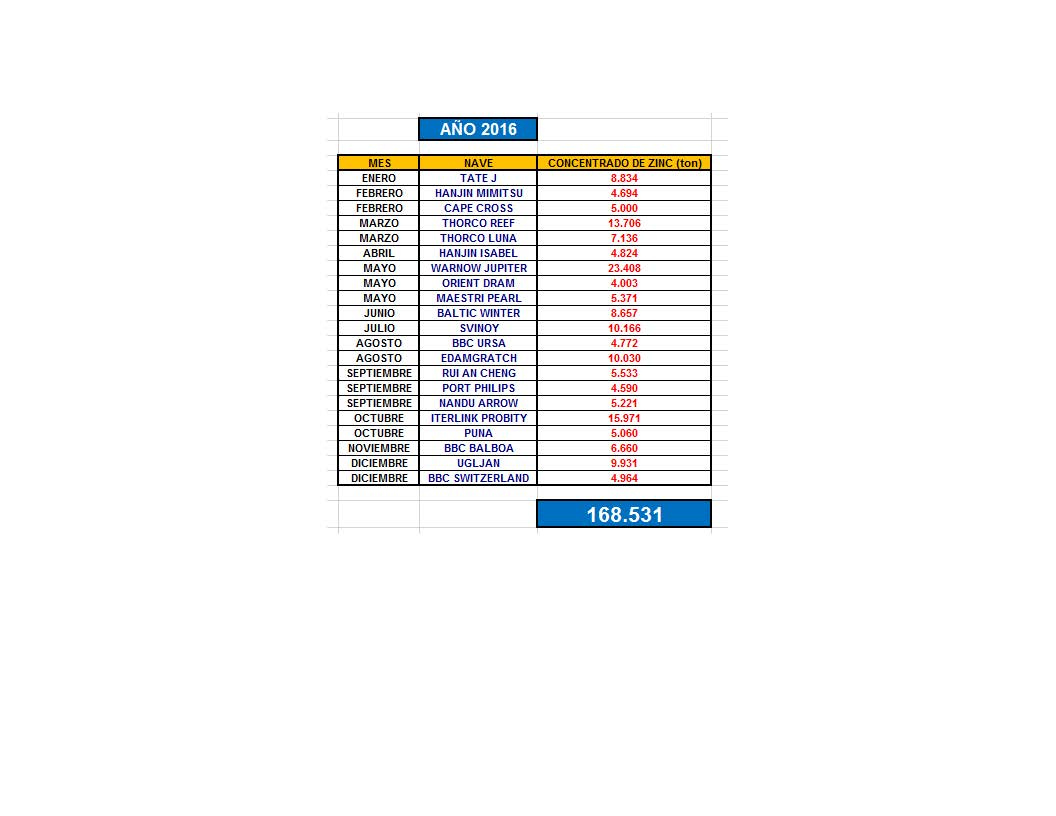 AÑO 2016
MES NAVE CONCENTRADO DE ZINC (ton)
ENERO TATE J 8.834
FEBRERO HANJIN MIMITSU 4.694
FEBRERO CAPE CROSS 5.000
MARZO THORCO REEF 13.706
MARZO THORCO LUNA 7.136
ABRIL HANJIN ISABEL 4.824
MAYO WARNOW JUPITER 23.408
MAYO ORIENT DRAM 4.003
MAYO MAESTRI PEARL 5.371
JUNIO BALTIC WINTER 8.657
JULIO SVINOY 10.166
AGOSTO BBC URSA 4.772
AGOSTO EDAMGRATCH 10.030
SEPTIEMBRE RUI AN CHENG 5.533
SEPTIEMBRE PORT PHILIPS 4.590
SEPTIEMBRE NANDU ARROW 5.221
OCTUBRE ITERLINK PROBITY 15.971
OCTUBRE PUNA 5.060
NOVIEMBRE BBC BALBOA 6.660
DICIEMBRE UGLJAN 9.931
DICIEMBRE BBC SWITZERLAND 4.964
168.531